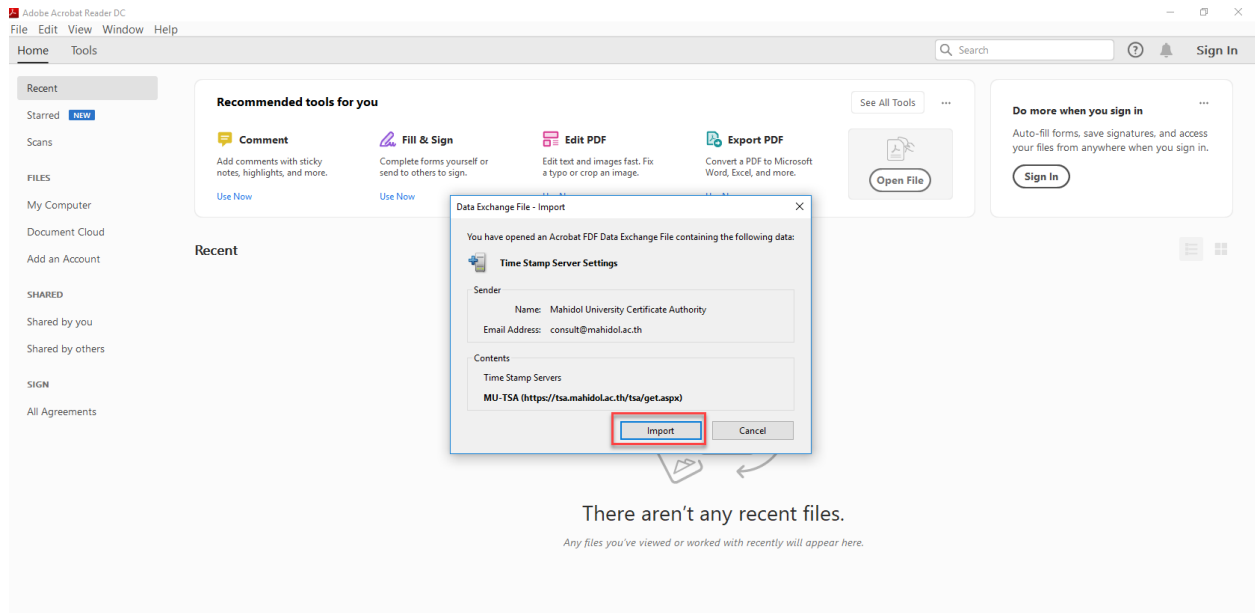 Adobe Acrobat Reader DC
File Edit View Window Help
Home Tools
Search
Sign In
Recent
Starred NEW
Scans
FILES
My Computer
Document Cloud
Add an Account
SHARED
Shared by you
Shared by others
SIGN
All Agreements
Recommended tools for you
See All Tools
Comment
Add comments with sticky
notes, highlights, and more.
Use Now
Fill & Sign
Complete forms yourself or
send to others to sign.
Use Now
Edit PDF
Edit text and images fast. Fix
a typo or crop an image.
Export PDF
Convert a PDF to Microsoft
Word, Excel, and more.
Open File
Do more when you sign in
Auto-fill forms, save signatures, and access
your files from anywhere when you sign in.
Sign In
Recent
Data Exchange File - Import
You have opened an Acrobat FDF Data Exchange File containing the following data:
Time Stamp Server Settings
Sender
Name: Mahidol University Certificate Authority
Email Address: consult@mahidol.ac.th
Contents
Time Stamp Servers
MU-TSA (https://tsa.mahidol.ac.th/tsa/get.aspx)
Import Cancel
There aren't any recent files.
Any files you've viewed or worked with recently will appear here.